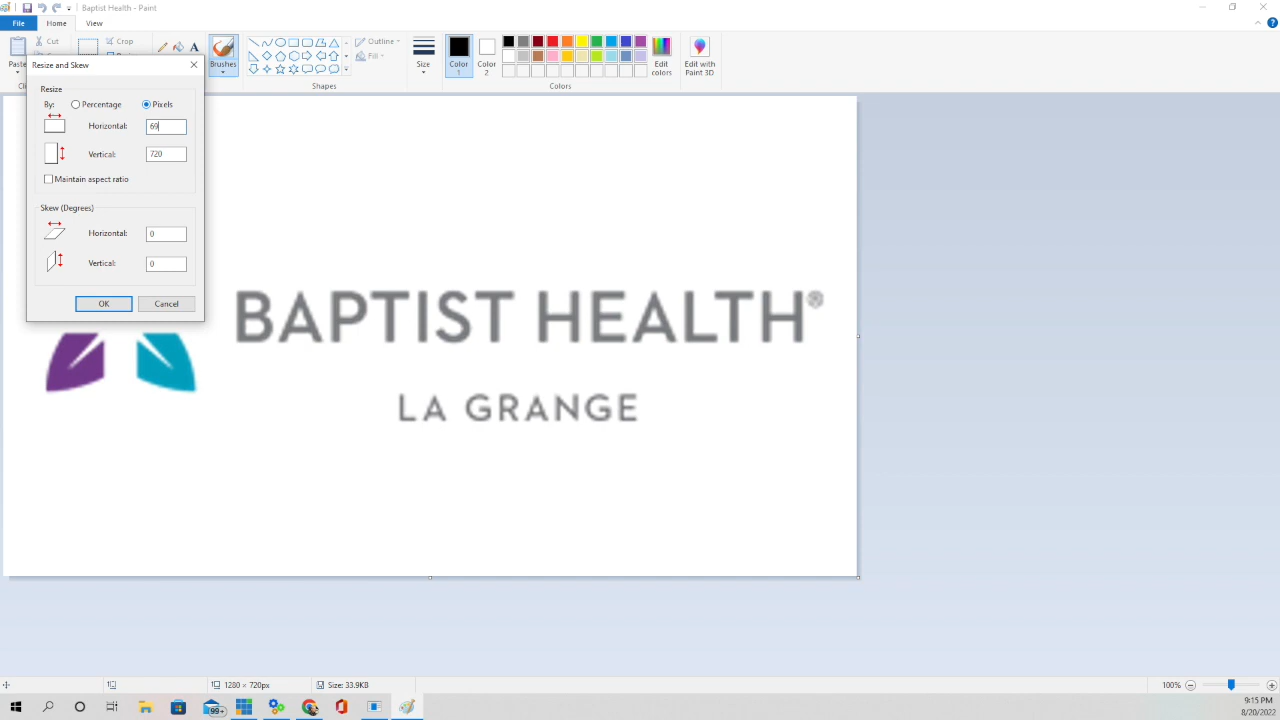 Baptist Health - Paint
File
Home
View
Cut
Crop
Outline
Fill
Paste
Brushes
Size
Color
1
Color
2
Edit
colors
Edit with
Paint 3D
Shapes
Colors
Resize and Skew
Resize
By:
Percentage
Pixels
Horizontal:
69
Vertical:
720
Maintain aspect ratio
Skew (Degrees)
Horizontal:
0
Vertical:
0
OK
Cancel
BAPTIST HEALTH®
LA GRANGE
1280 × 720px
Size: 33.9KB
100%
99+
9:15 PM
8/20/2022